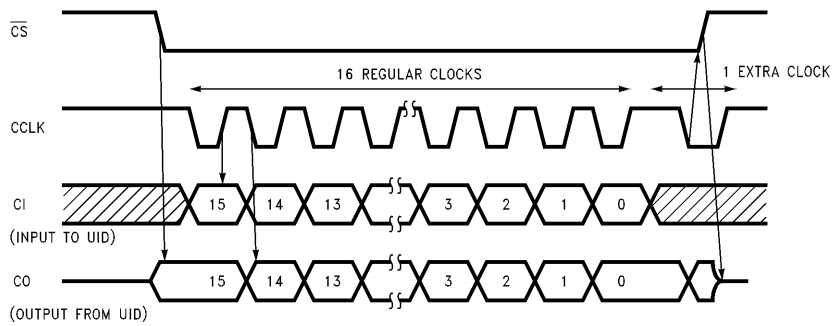 CS
16 REGULAR CLOCKS
1 EXTRA CLOCK
CCLK
CI
15 14 13 3 2 1 0
(INPUT TO UID)
CO
15 14 13 3 2 1 0
(OUTPUT FROM UID)